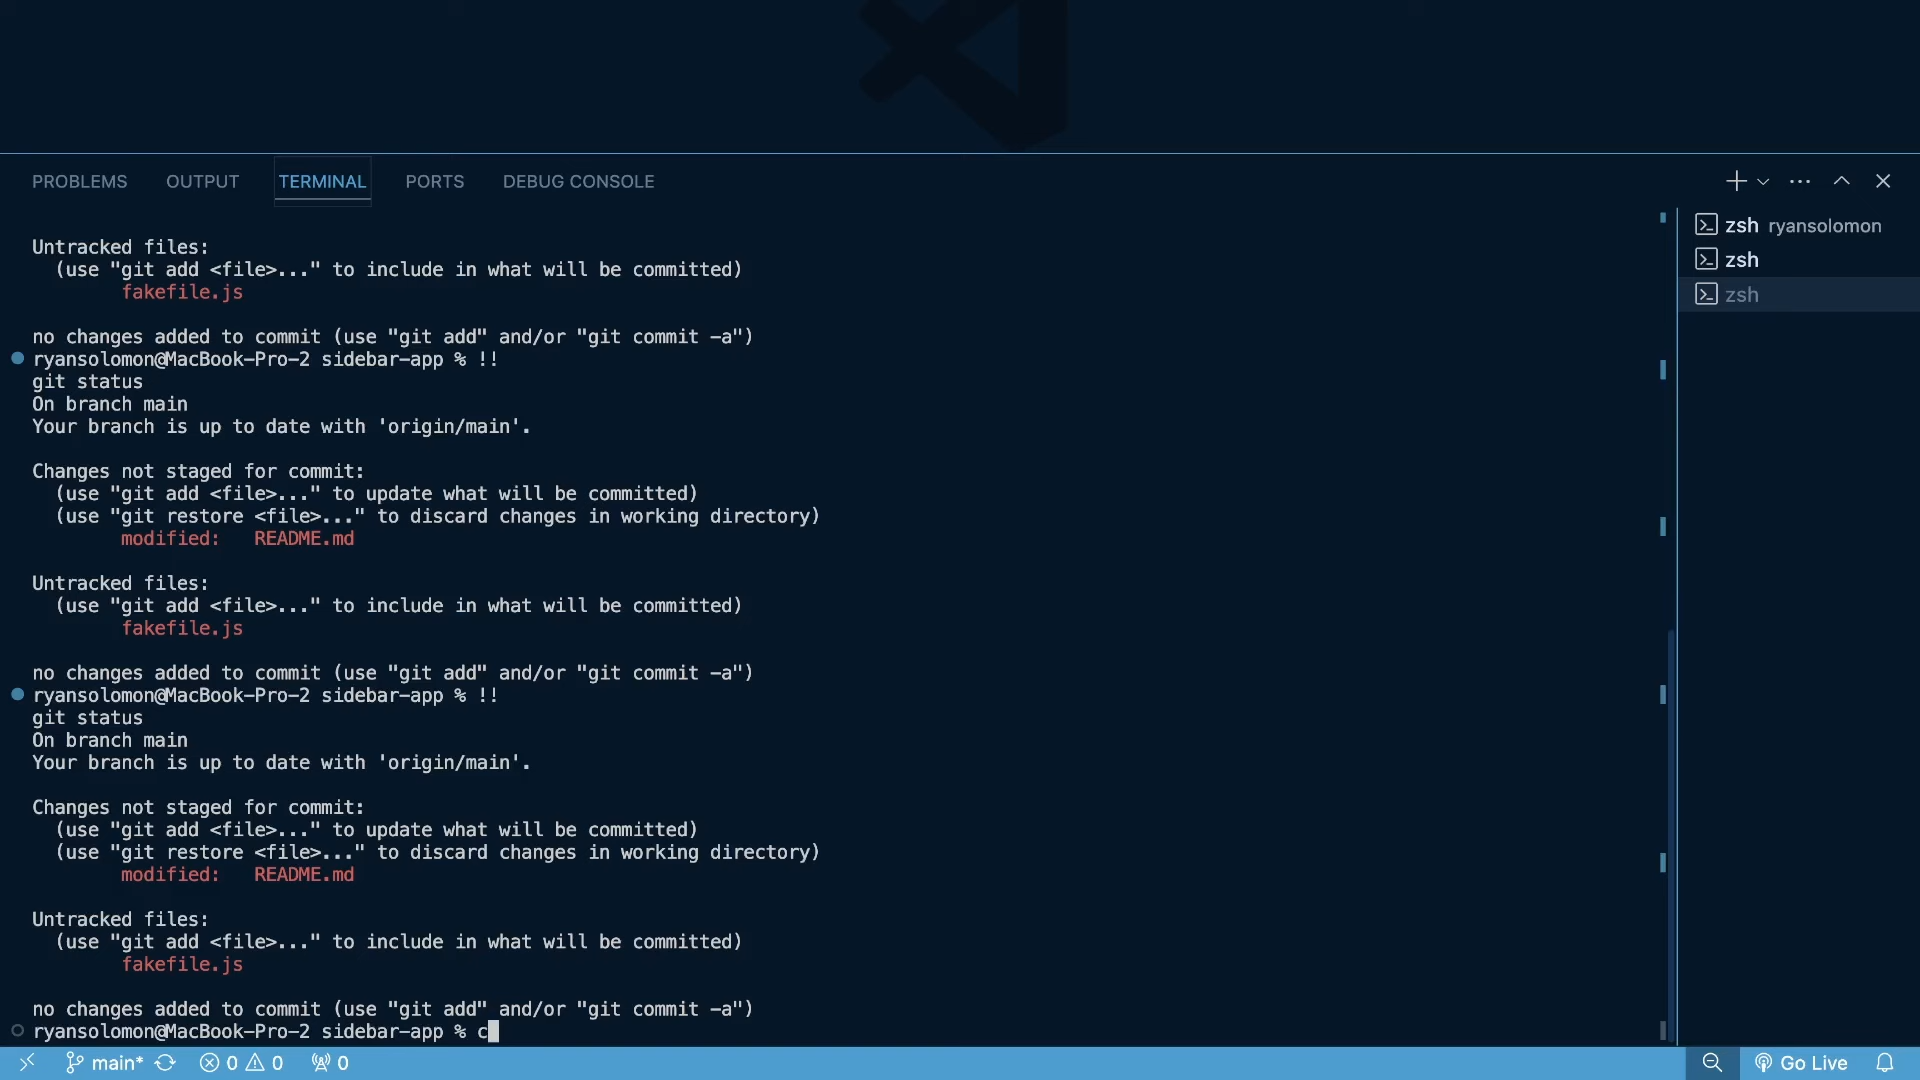 PROBLEMS OUTPUT TERMINAL PORTS DEBUG CONSOLE
zsh ryansolomon
zsh
zsh
Untracked files:
(use "git add <file>..." to include in what will be committed)
fakefile.js
no changes added to commit (use "git add" and/or "git commit -a")
ryansolomon@MacBook-Pro-2 sidebar-app % !!
git status
On branch main
Your branch is up to date with 'origin/main'.
Changes not staged for commit:
(use "git add <file>..." to update what will be committed)
(use "git restore <file>..." to discard changes in working directory)
modified:   README.md
Untracked files:
(use "git add <file>..." to include in what will be committed)
fakefile.js
no changes added to commit (use "git add" and/or "git commit -a")
ryansolomon@MacBook-Pro-2 sidebar-app % !!
git status
On branch main
Your branch is up to date with 'origin/main'.
Changes not staged for commit:
(use "git add <file>..." to update what will be committed)
(use "git restore <file>..." to discard changes in working directory)
modified:   README.md
Untracked files:
(use "git add <file>..." to include in what will be committed)
fakefile.js
no changes added to commit (use "git add" and/or "git commit -a")
ryansolomon@MacBook-Pro-2 sidebar-app % c
main* 0 0 0 Go Live